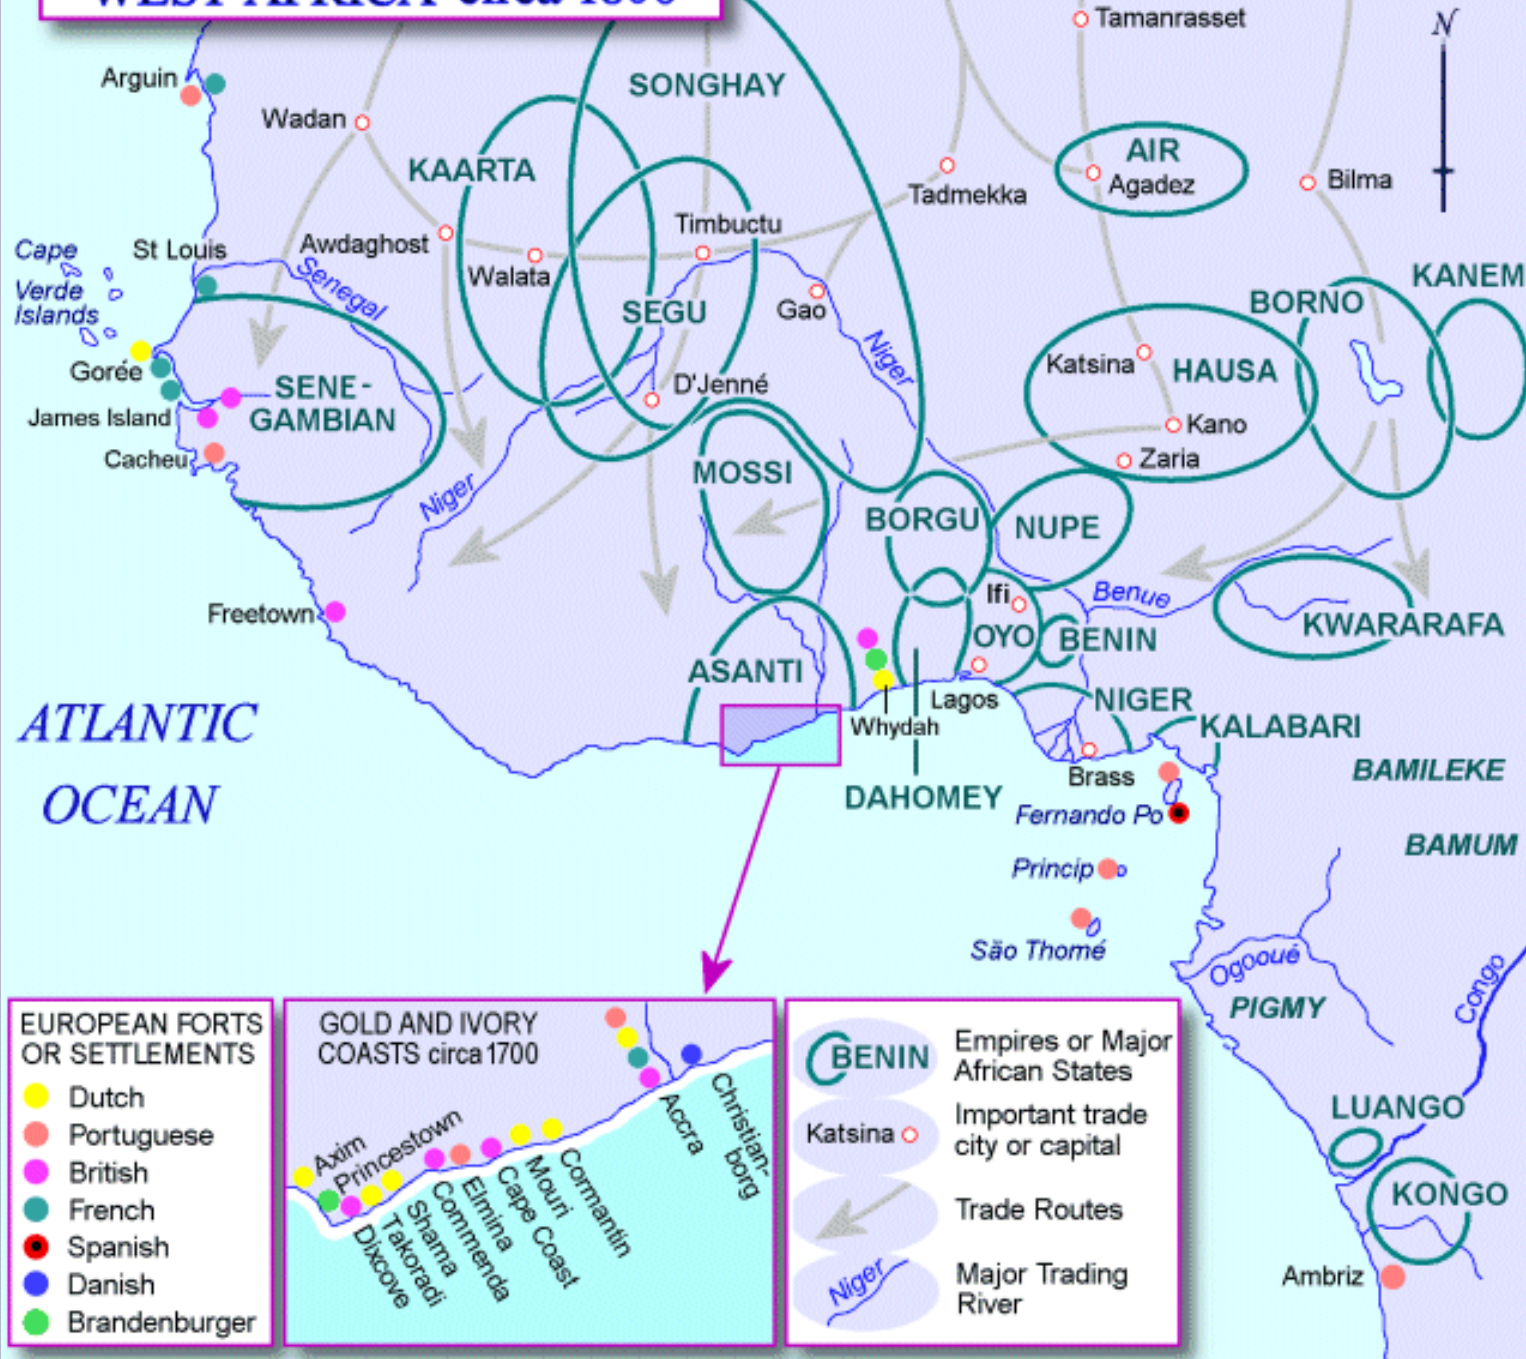 WEST AFRICA circa 1800
Tamanrasset
N
Arguin
SONGHAY
Wadan
KAARTA
AIR
Agadez
Bilma
Tadmekka
Timbuctu
Cape
Verde
Islands
St Louis
Awdaghost
Walata
Senegal
SEGU
Gao
Niger
BORNO
KANEM
Katsina
HAUSA
Gorée
D'Jenné
SENE-
GAMBIAN
James Island
Cacheu
Kano
Zaria
MOSSI
Niger
BORGU
NUPE
Freetown
Ifi
Benue
OYO
BENIN
KWARARAFA
ASANTI
Lagos
NIGER
Whydah
KALABARI
ATLANTIC
OCEAN
Brass
BAMILEKE
DAHOMEY
Fernando Po
BAMUM
Princip
São Thomé
Ogooué
PIGMY
Congo
LUANGO
KONGO
Ambriz
EUROPEAN FORTS
OR SETTLEMENTS
Dutch
Portuguese
British
French
Spanish
Danish
Brandenburger
GOLD AND IVORY
COASTS circa 1700
Axim
Princestown
Dixcove
Takoradi
Shama
Commenda
Elmina
Cape Coast
Mouri
Cormantin
Accra
Christian-
borg
BENIN
Empires or Major
African States
Katsina
Important trade
city or capital
Trade Routes
Niger
Major Trading
River